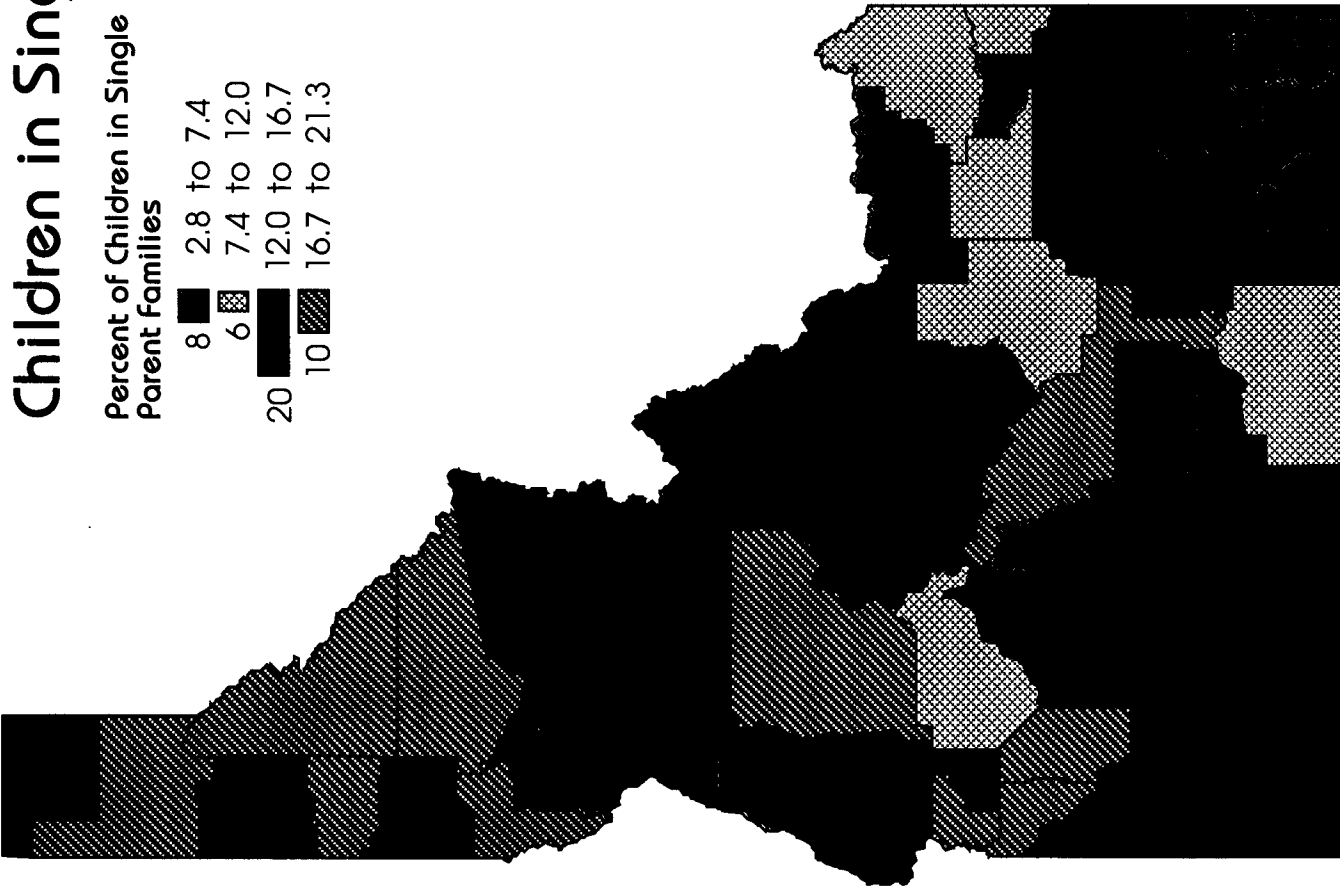 Children in Sing
Percent of Children in Single
Parent Families
8 2.8 to 7.4
6 7.4 to 12.0
20 12.0 to 16.7
10 16.7 to 21.3